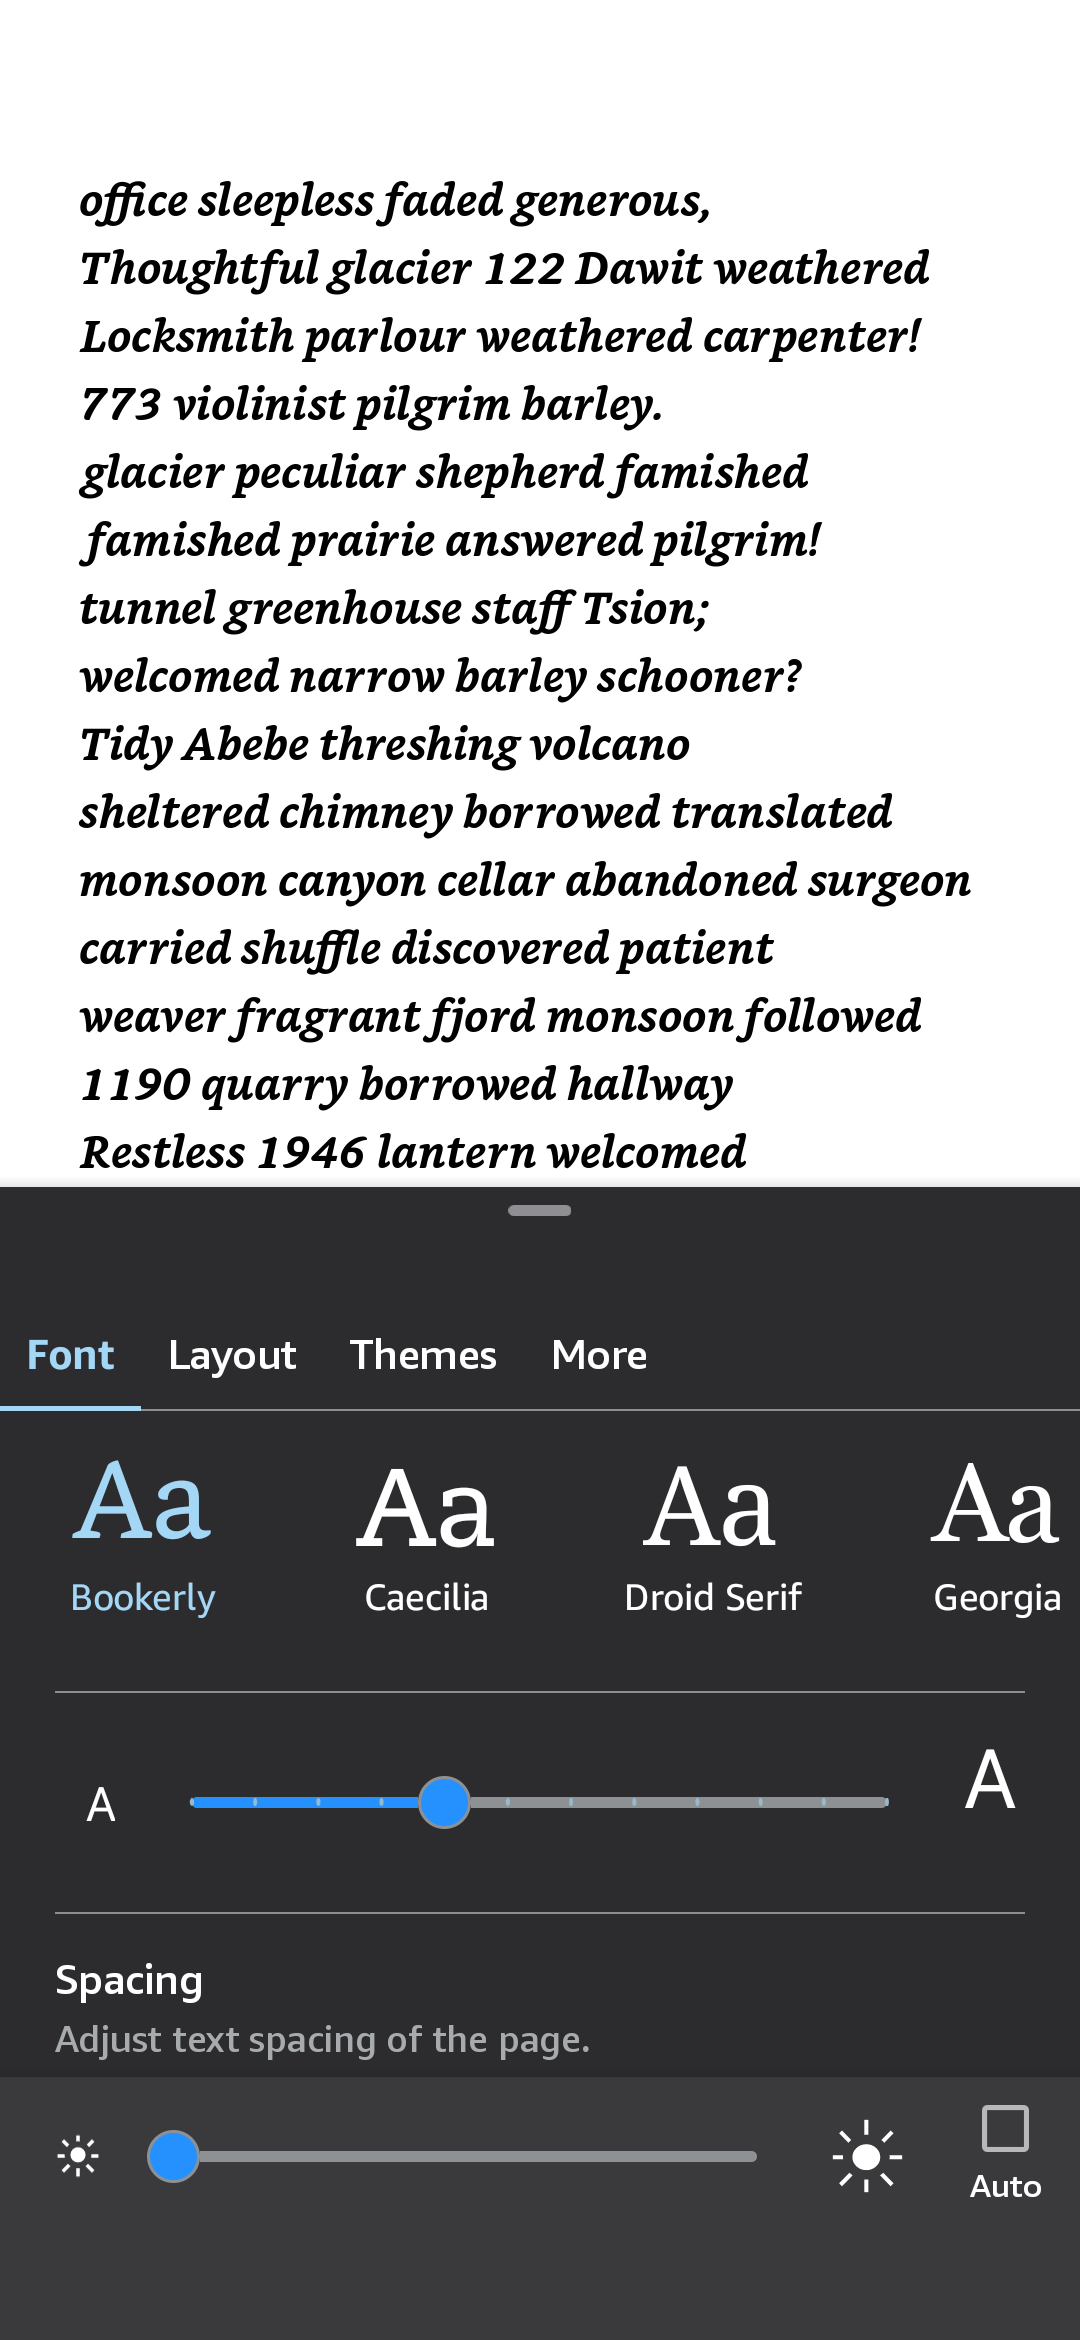 office sleepless faded generous,
Thoughtful glacier 122 Dawit weathered
Locksmith parlour weathered carpenter!
773 violinist pilgrim barley.
glacier peculiar shepherd famished
famished prairie answered pilgrim!
tunnel greenhouse staff Tsion;
welcomed narrow barley schooner?
Tidy Abebe threshing volcano
sheltered chimney borrowed translated
monsoon canyon cellar abandoned surgeon
carried shuffle discovered patient
weaver fragrant fjord monsoon followed
1190 quarry borrowed hallway
Restless 1946 lantern welcomed
Font Layout Themes More
Aa Aa Aa Aa
Bookerly Caecilia Droid Serif Georgia
A A
Spacing
Adjust text spacing of the page.
Auto